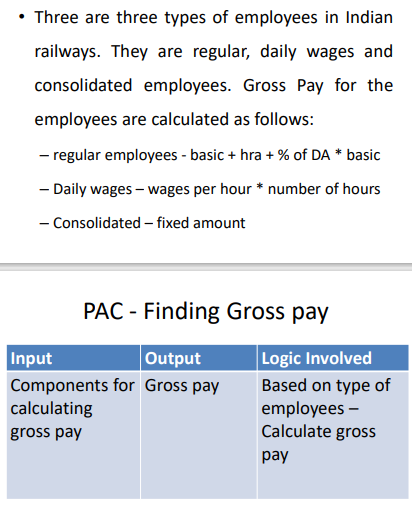 • Three are three types of employees in Indian
railways. They are regular, daily wages and
consolidated employees. Gross Pay for the
employees are calculated as follows:
– regular employees - basic + hra + % of DA * basic
– Daily wages – wages per hour * number of hours
– Consolidated – fixed amount
PAC - Finding Gross pay
Input Output Logic Involved
Components for Gross pay Based on type of
calculating employees –
gross pay Calculate gross
pay